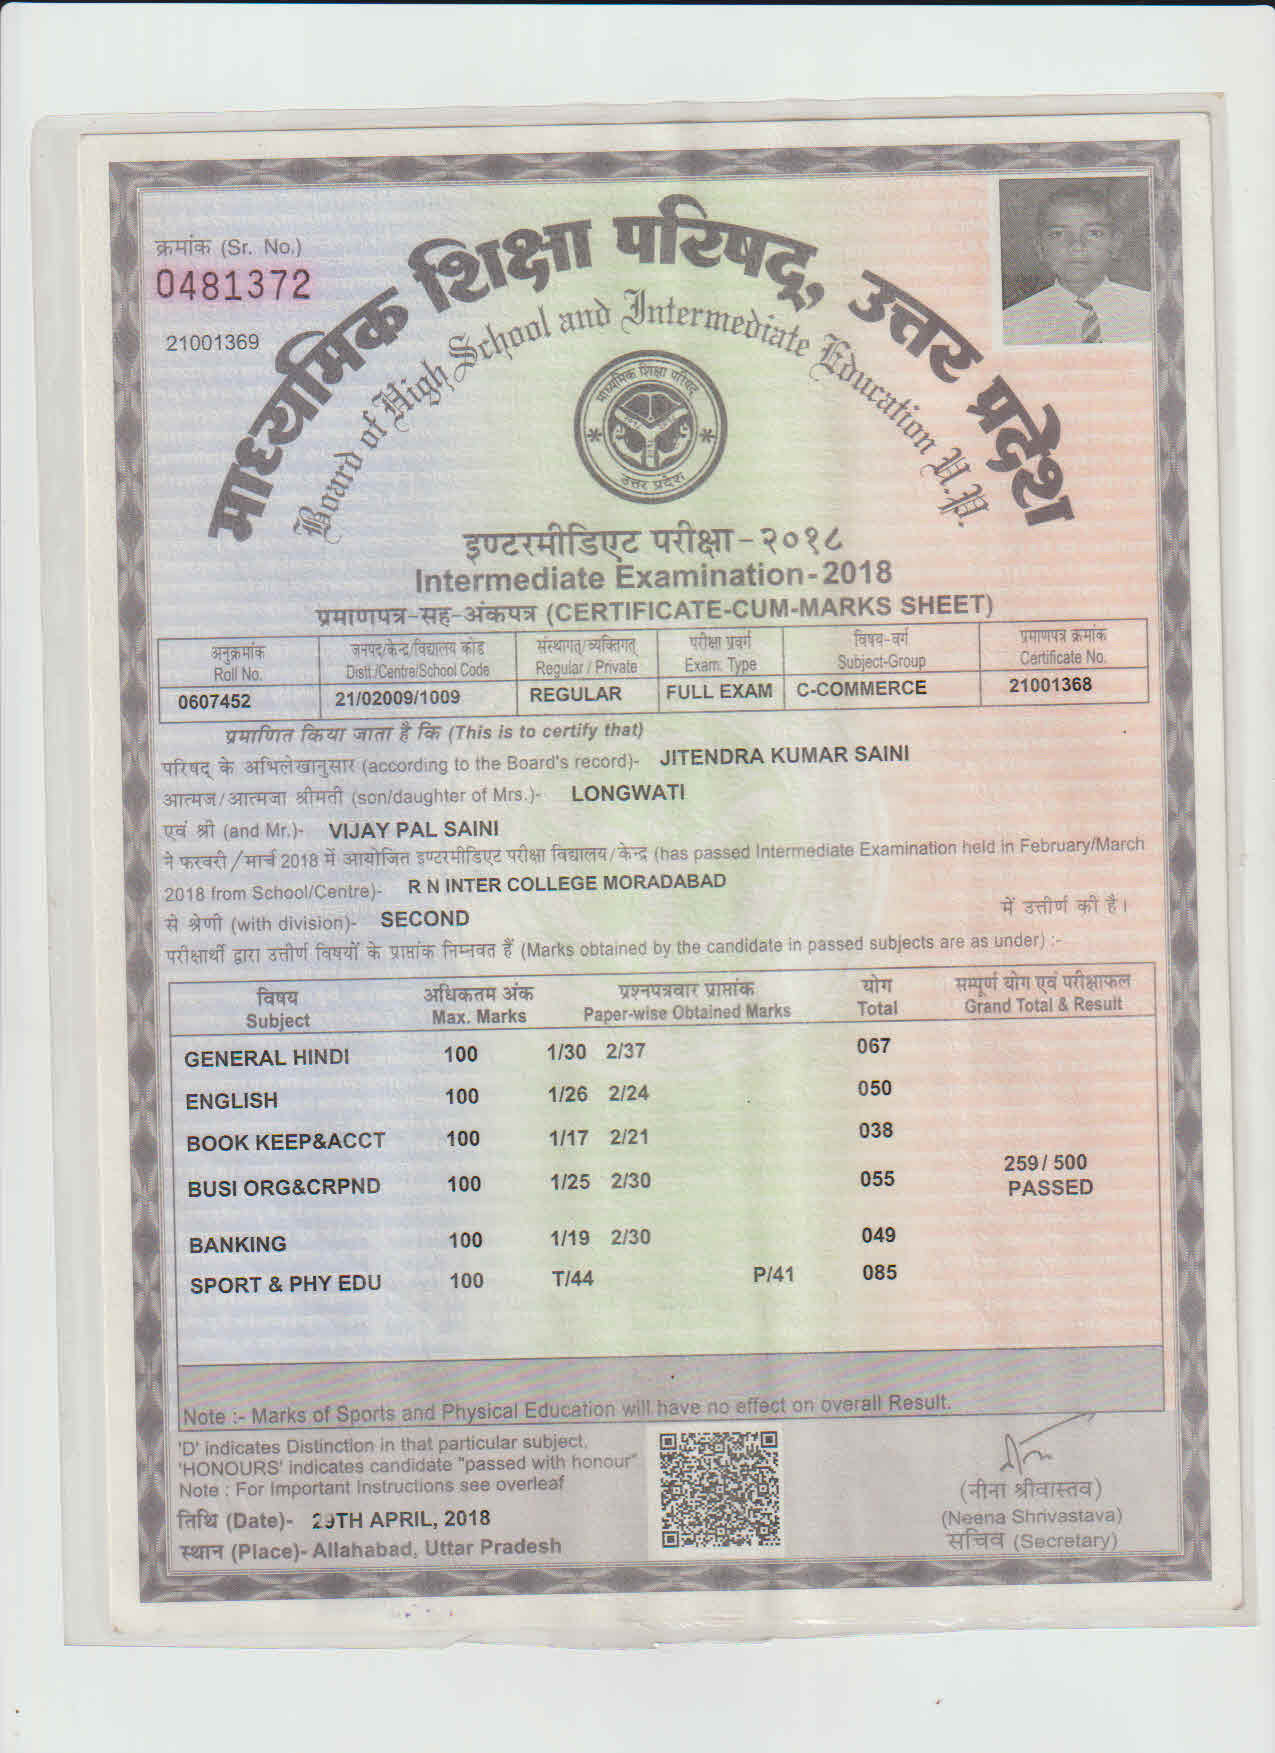 क्रमांक (Sr. No.)
0481372
21001369
माध्यमिक शिक्षा परिषद्, उत्तर प्रदेश
Board of High School and Intermediate Education U.P.
माध्यमिक शिक्षा परिषद
उत्तर प्रदेश
इण्टरमीडिएट परीक्षा-२०१८
Intermediate Examination-2018
प्रमाणपत्र-सह-अंकपत्र (CERTIFICATE-CUM-MARKS SHEET)
अनुक्रमांक जनपद/केन्द्र/विद्यालय कोड संस्थागत/व्यक्तिगत् परीक्षा प्रवर्ग विषय-वर्ग प्रमाणपत्र क्रमांक
Roll No. Distt./Centre/School Code Regular / Private Exam. Type Subject-Group Certificate No.
0607452 21/02009/1009 REGULAR FULL EXAM C-COMMERCE 21001368
प्रमाणित किया जाता है कि (This is to certify that)
परिषद् के अभिलेखानुसार (according to the Board's record)- JITENDRA KUMAR SAINI
आत्मज/आत्मजा श्रीमती (son/daughter of Mrs.)- LONGWATI
एवं श्री (and Mr.)- VIJAY PAL SAINI
ने फरवरी/मार्च 2018 में आयोजित इण्टरमीडिएट परीक्षा विद्यालय/केन्द्र (has passed Intermediate Examination held in February/March
2018 from School/Centre)- R N INTER COLLEGE MORADABAD
से श्रेणी (with division)- SECOND में उत्तीर्ण की है।
परीक्षार्थी द्वारा उत्तीर्ण विषयों के प्राप्तांक निम्नवत हैं (Marks obtained by the candidate in passed subjects are as under) :-
विषय अधिकतम अंक प्रश्नपत्रवार प्राप्तांक योग सम्पूर्ण योग एवं परीक्षाफल
Subject Max. Marks Paper-wise Obtained Marks Total Grand Total & Result
GENERAL HINDI 100 1/30 2/37 067
ENGLISH 100 1/26 2/24 050
BOOK KEEP&ACCT 100 1/17 2/21 038
BUSI ORG&CRPND 100 1/25 2/30 055 259/ 500
PASSED
BANKING 100 1/19 2/30 049
SPORT & PHY EDU 100 T/44 P/41 085
Note :- Marks of Sports and Physical Education will have no effect on overall Result.
'D' indicates Distinction in that particular subject,
'HONOURS' indicates candidate "passed with honour"
Note : For Important Instructions see overleaf
तिथि (Date)- 29TH APRIL, 2018
स्थान (Place)- Allahabad, Uttar Pradesh
(नीना श्रीवास्तव)
(Neena Shrivastava)
सचिव (Secretary)